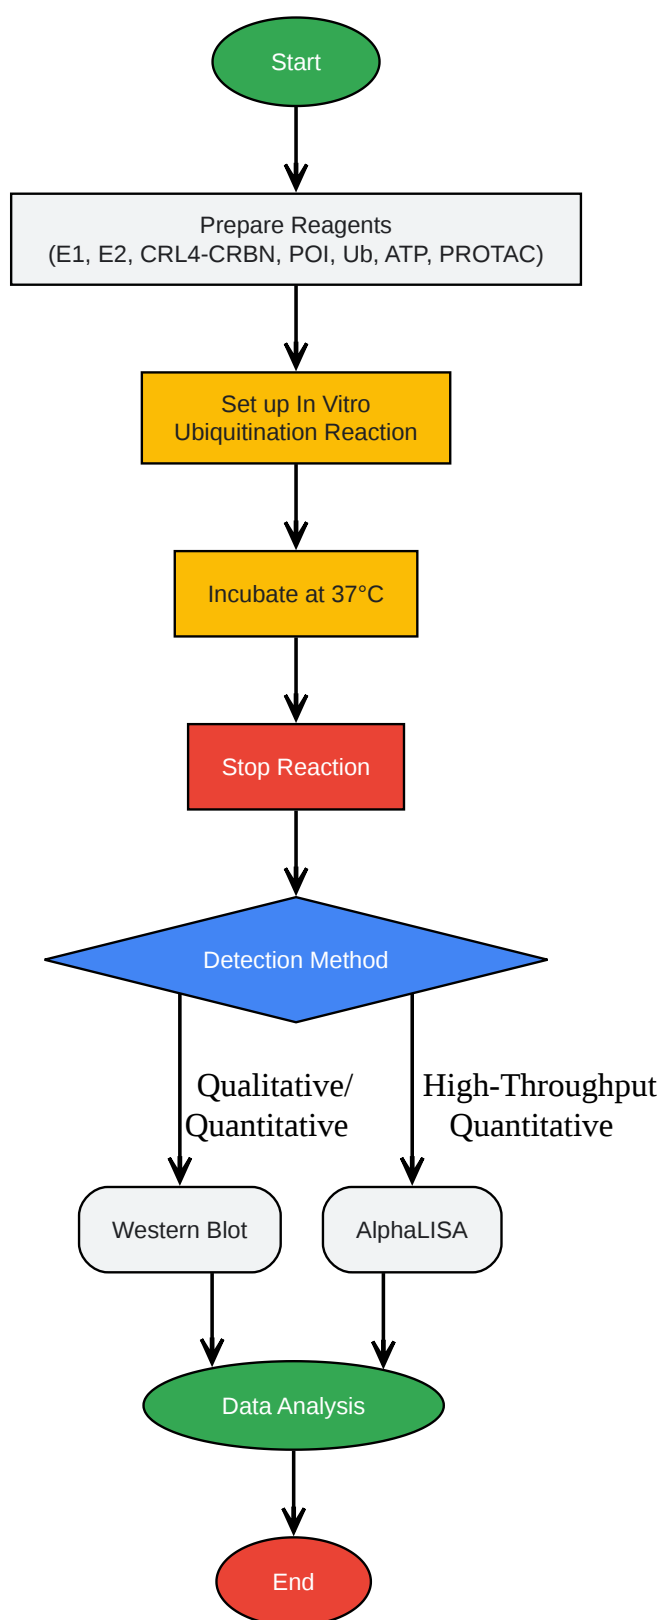 Start
Prepare Reagents
(E1, E2, CRL4-CRBN, POI, Ub, ATP, PROTAC)
Set up In Vitro
Ubiquitination Reaction
Incubate at 37°C
Stop Reaction
Detection Method
Qualitative/
Quantitative
High-Throughput
Quantitative
Western Blot
AlphaLISA
Data Analysis
End